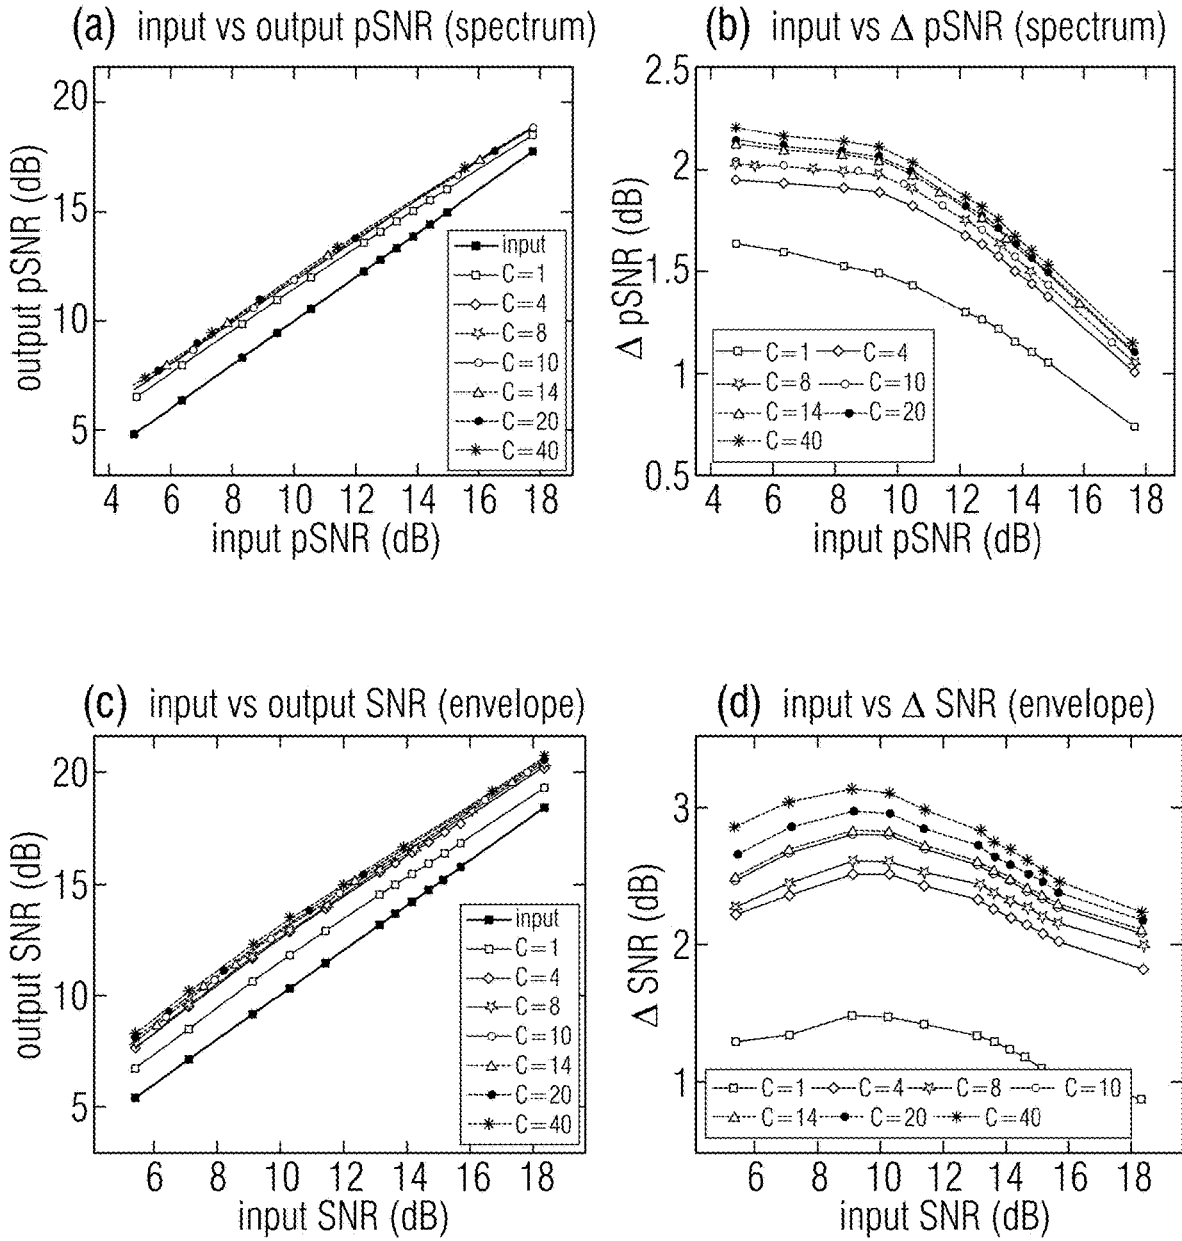 (a) input vs output pSNR (spectrum)
20
15
10
5
output pSNR (dB)
input
C=1
C=4
C=8
C=10
C=14
C=20
C=40
4 6 8 10 12 14 16 18
input pSNR (dB)
(b) input vs Δ pSNR (spectrum)
2.5
2
1.5
1
0.5
Δ pSNR (dB)
C=1 C=4
C=8 C=10
C=14 C=20
C=40
4 6 8 10 12 14 16 18
input pSNR (dB)
(c) input vs output SNR (envelope)
20
15
10
5
output SNR (dB)
input
C=1
C=4
C=8
C=10
C=14
C=20
C=40
6 8 10 12 14 16 18
input SNR (dB)
(d) input vs Δ SNR (envelope)
3
2
1
Δ SNR (dB)
C=1 C=4 C=8 C=10
C=14 C=20 C=40
6 8 10 12 14 16 18
input SNR (dB)